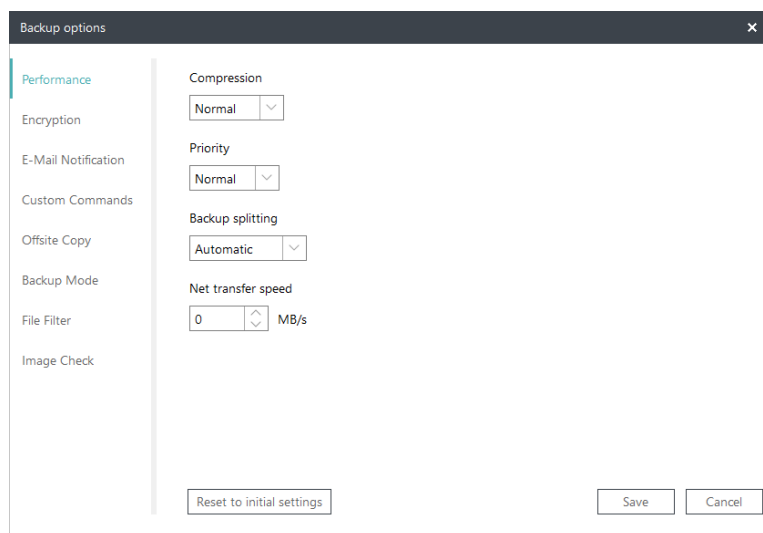 Backup options
Performance
Encryption
E-Mail Notification
Custom Commands
Offsite Copy
Backup Mode
File Filter
Image Check
Compression
Normal
Priority
Normal
Backup splitting
Automatic
Net transfer speed
0 MB/s
Reset to initial settings
Save
Cancel